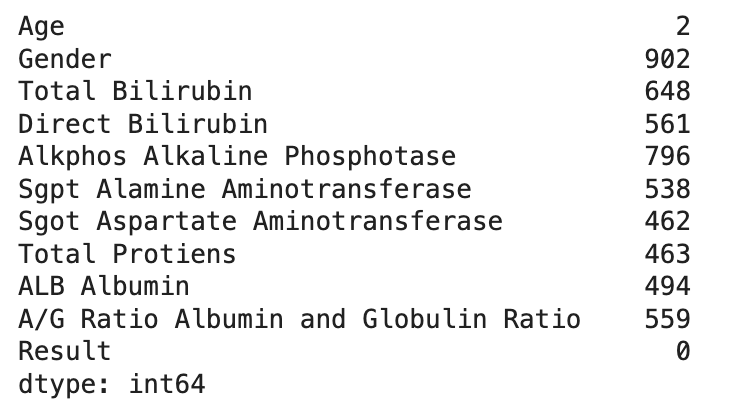 Age 2
Gender 902
Total Bilirubin 648
Direct Bilirubin 561
Alkphos Alkaline Phosphotase 796
Sgpt Alamine Aminotransferase 538
Sgot Aspartate Aminotransferase 462
Total Protiens 463
ALB Albumin 494
A/G Ratio Albumin and Globulin Ratio 559
Result 0
dtype: int64